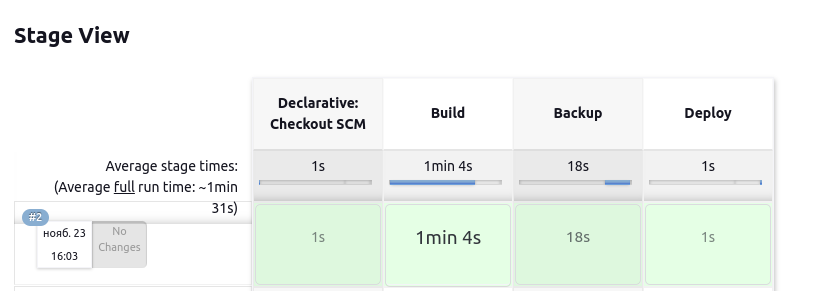 Stage View
Declarative:
Checkout SCM
Build
Backup
Deploy
Average stage times:
(Average full run time: ~1min
31s)
1s
1min 4s
18s
1s
#2
нояб. 23
16:03
No
Changes
1s
1min 4s
18s
1s